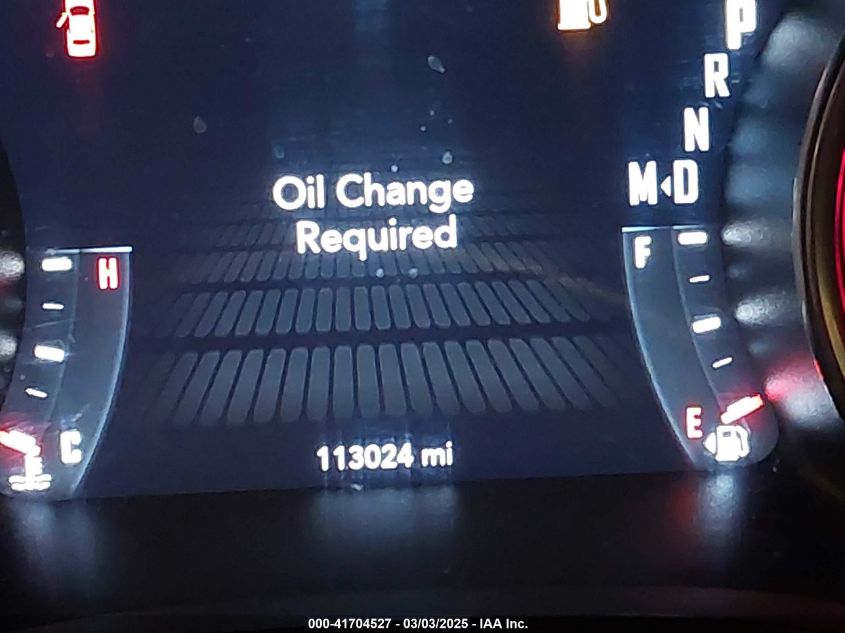 P
R
N
M◂D
Oil Change
Required
H
F
C
E
113024 mi
000-41704527 - 03/03/2025 - IAA Inc.